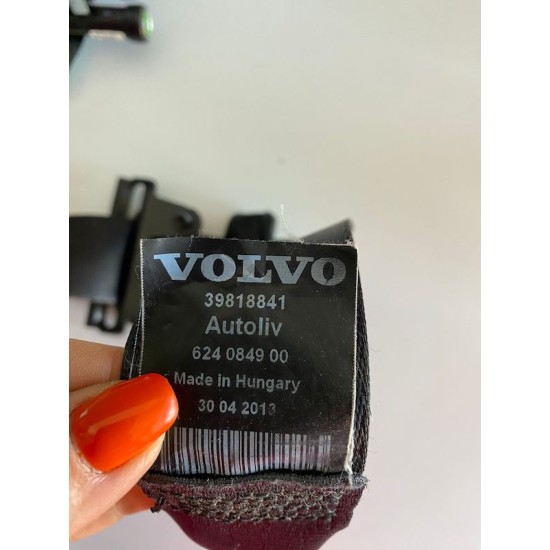 VOLVO
39818841
Autoliv
624 0849 00
Made in Hungary
30 04 2013